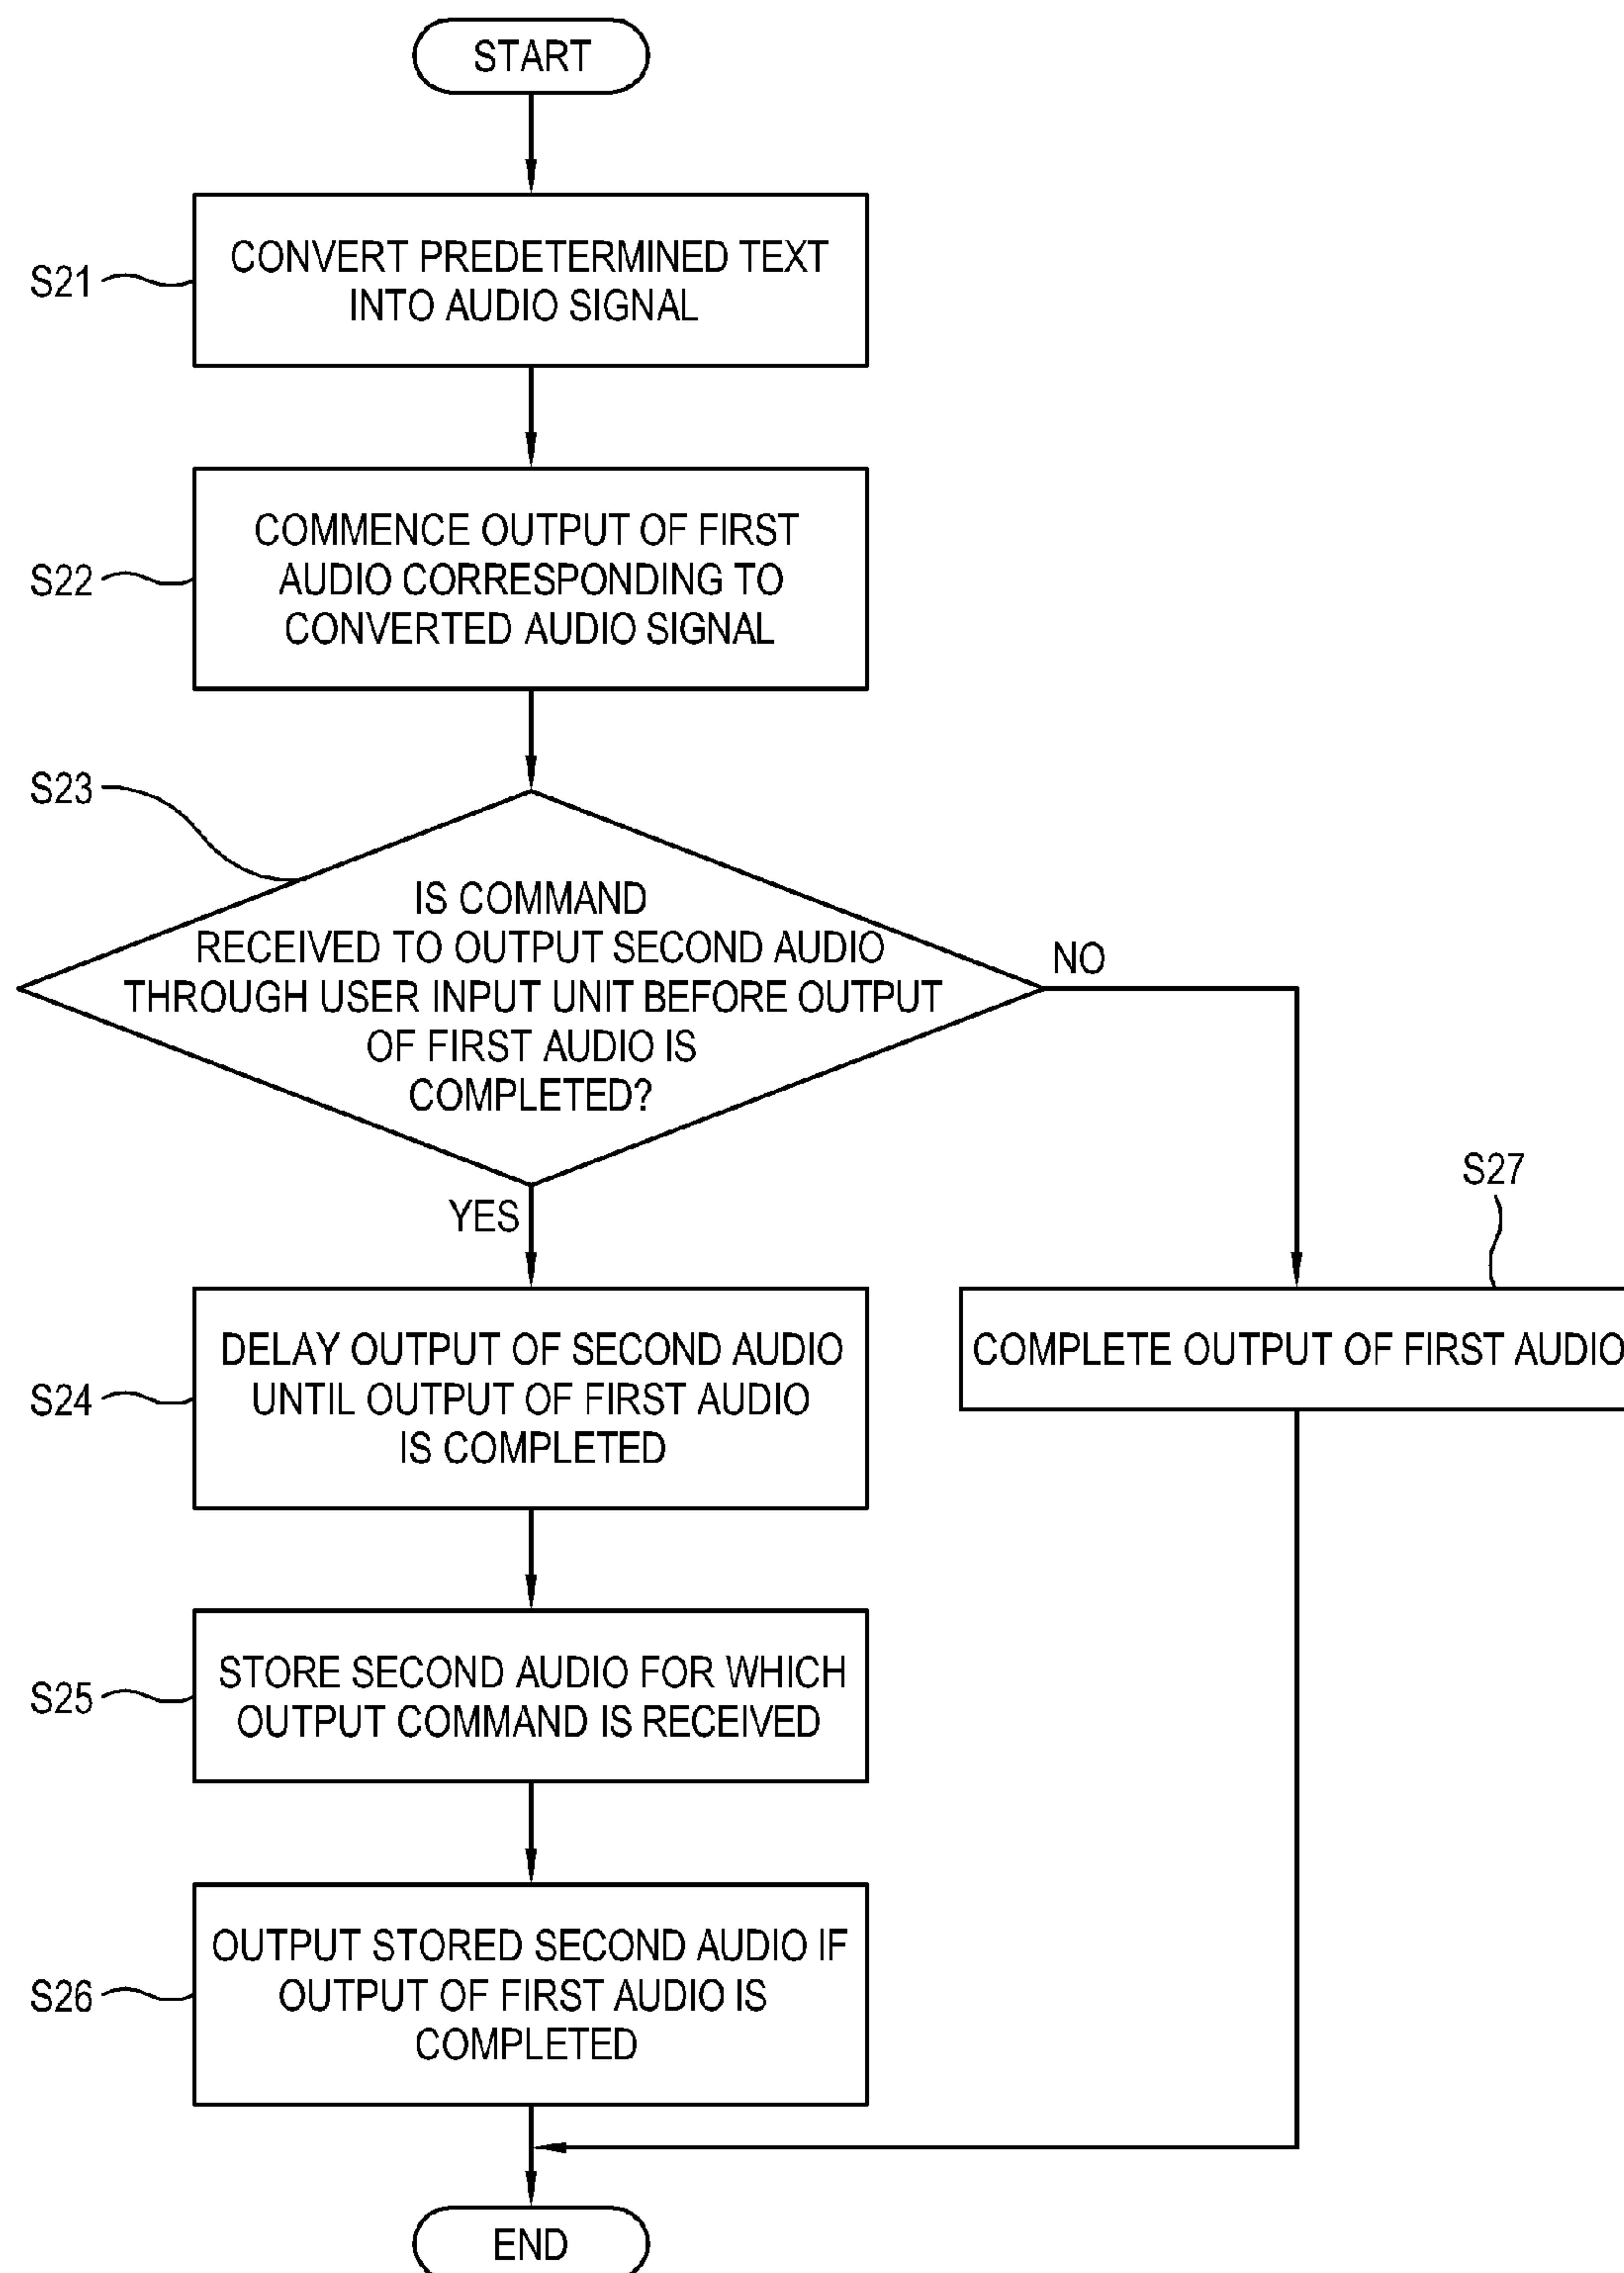 START
S21
CONVERT PREDETERMINED TEXT
INTO AUDIO SIGNAL
S22
COMMENCE OUTPUT OF FIRST
AUDIO CORRESPONDING TO
CONVERTED AUDIO SIGNAL
S23
IS COMMAND
RECEIVED TO OUTPUT SECOND AUDIO
THROUGH USER INPUT UNIT BEFORE OUTPUT
OF FIRST AUDIO IS
COMPLETED?
NO
YES
S27
COMPLETE OUTPUT OF FIRST AUDIO
S24
DELAY OUTPUT OF SECOND AUDIO
UNTIL OUTPUT OF FIRST AUDIO
IS COMPLETED
S25
STORE SECOND AUDIO FOR WHICH
OUTPUT COMMAND IS RECEIVED
S26
OUTPUT STORED SECOND AUDIO IF
OUTPUT OF FIRST AUDIO IS
COMPLETED
END